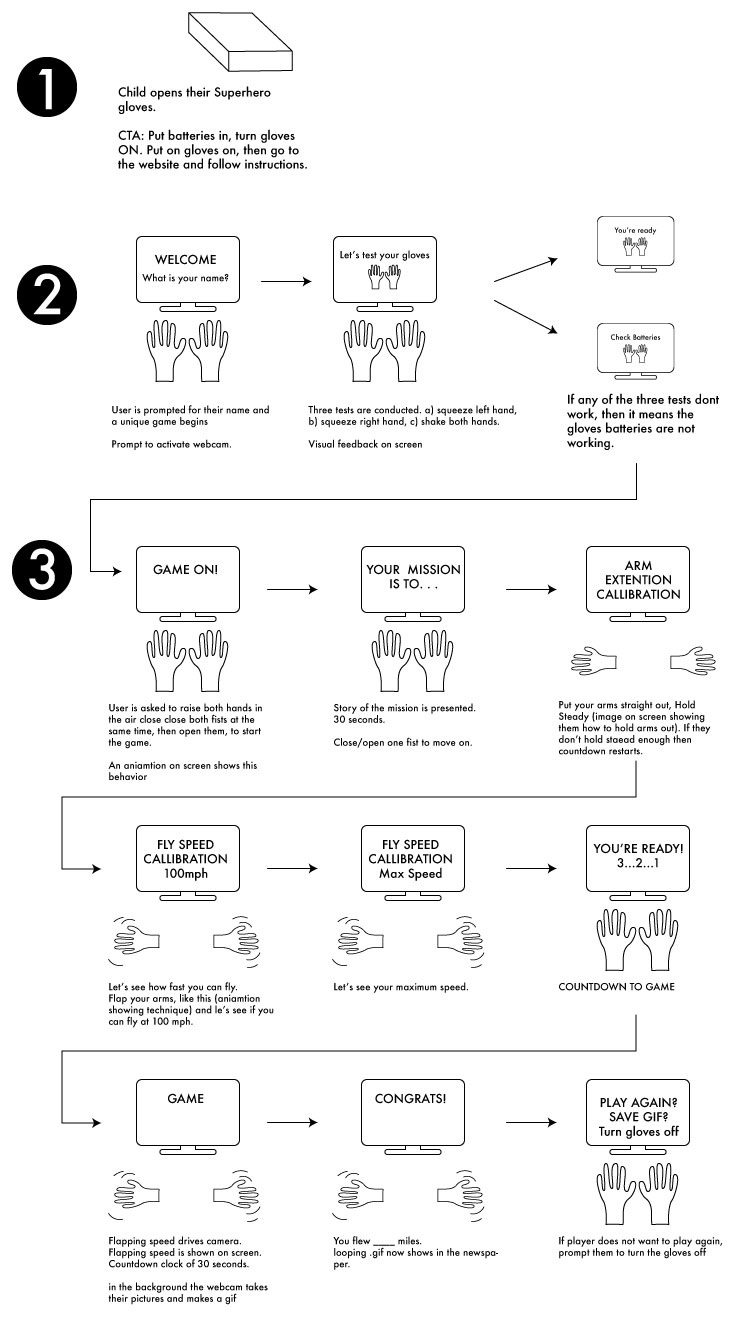 1
Child opens their Superhero
gloves.
CTA: Put batteries in, turn gloves
ON. Put on gloves on, then go to
the website and follow instructions.
2
WELCOME
What is your name?
User is prompted for their name and
a unique game begins
Prompt to activate webcam.
Let's test your gloves
Three tests are conducted. a) squeeze left hand,
b) squeeze right hand, c) shake both hands.
Visual feedback on screen
You're ready
Check Batteries
If any of the three tests dont
work, then it means the
gloves batteries are not
working.
3
GAME ON!
User is asked to raise both hands in
the air close close both fists at the
same time, then open them, to start
the game.
An aniamtion on screen shows this
behavior
YOUR MISSION
IS TO. . .
Story of the mission is presented.
30 seconds.
Close/open one fist to move on.
ARM
EXTENTION
CALLIBRATION
Put your arms straight out, Hold
Steady (image on screen showing
them how to hold arms out). If they
don't hold staead enough then
countdown restarts.
FLY SPEED
CALLIBRATION
100mph
Let's see how fast you can fly.
Flap your arms, like this (aniamtion
showing technique) and le's see if you
can fly at 100 mph.
FLY SPEED
CALLIBRATION
Max Speed
Let's see your maximum speed.
YOU'RE READY!
3...2...1
COUNTDOWN TO GAME
GAME
Flapping speed drives camera.
Flapping speed is shown on screen.
Countdown clock of 30 seconds.
in the background the webcam takes
their pictures and makes a gif
CONGRATS!
You flew ____ miles.
looping .gif now shows in the newspa-
per.
PLAY AGAIN?
SAVE GIF?
Turn gloves off
If player does not want to play again,
prompt them to turn the gloves off